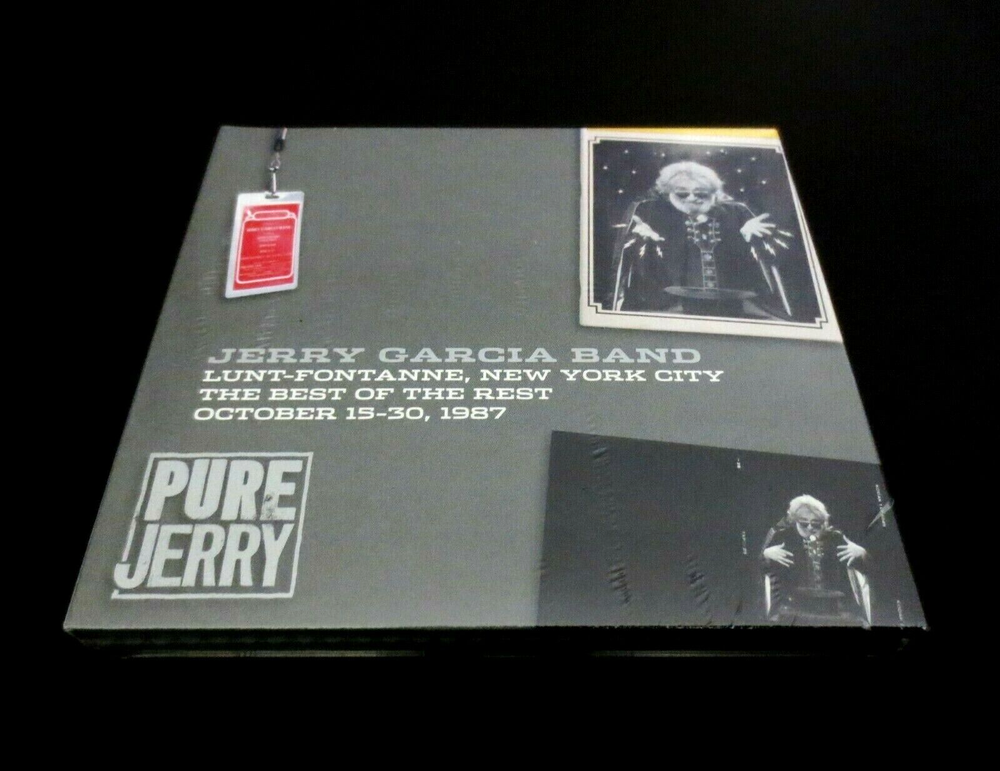 JERRY GARCIA BAND
LUNT-FONTANNE, NEW YORK CITY
THE BEST OF THE REST
OCTOBER 15-30, 1987
PURE
JERRY